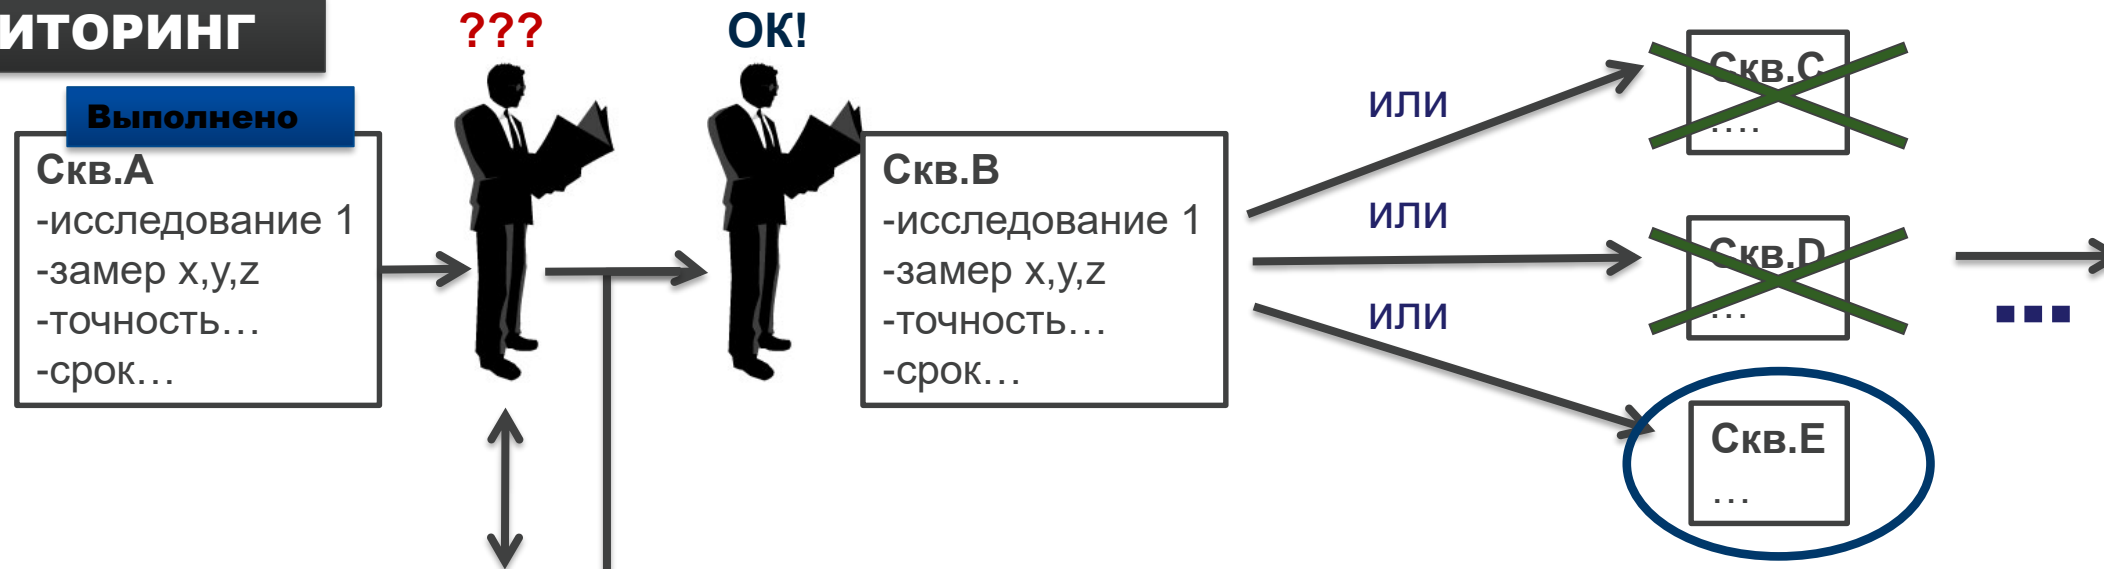 ИТОРИНГ
???
ОК!
Выполнено
Скв.А
-исследование 1
-замер x,y,z
-точность…
-срок…
Скв.В
-исследование 1
-замер x,y,z
-точность…
-срок…
или
или
или
Скв.С
….
Скв.D
…
Скв.Е
…
...